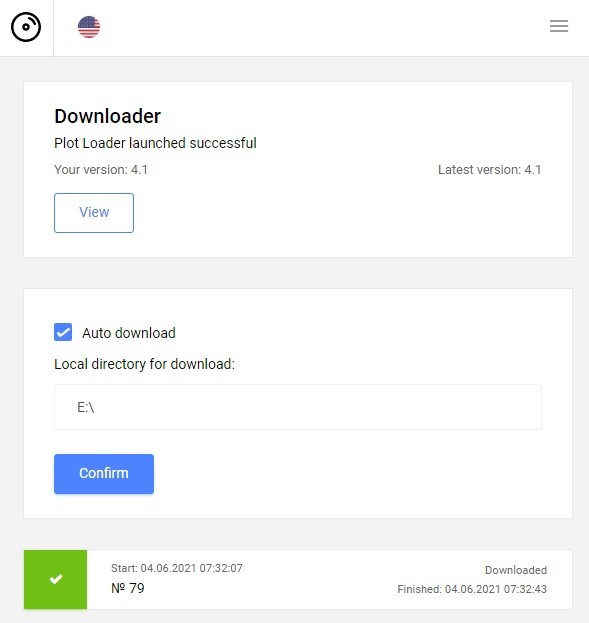 Downloader
Plot Loader launched successful
Your version: 4.1
Latest version: 4.1
View
Auto download
Local directory for download:
E:\
Confirm
Start: 04.06.2021 07:32:07
Downloaded
№ 79
Finished: 04.06.2021 07:32:43